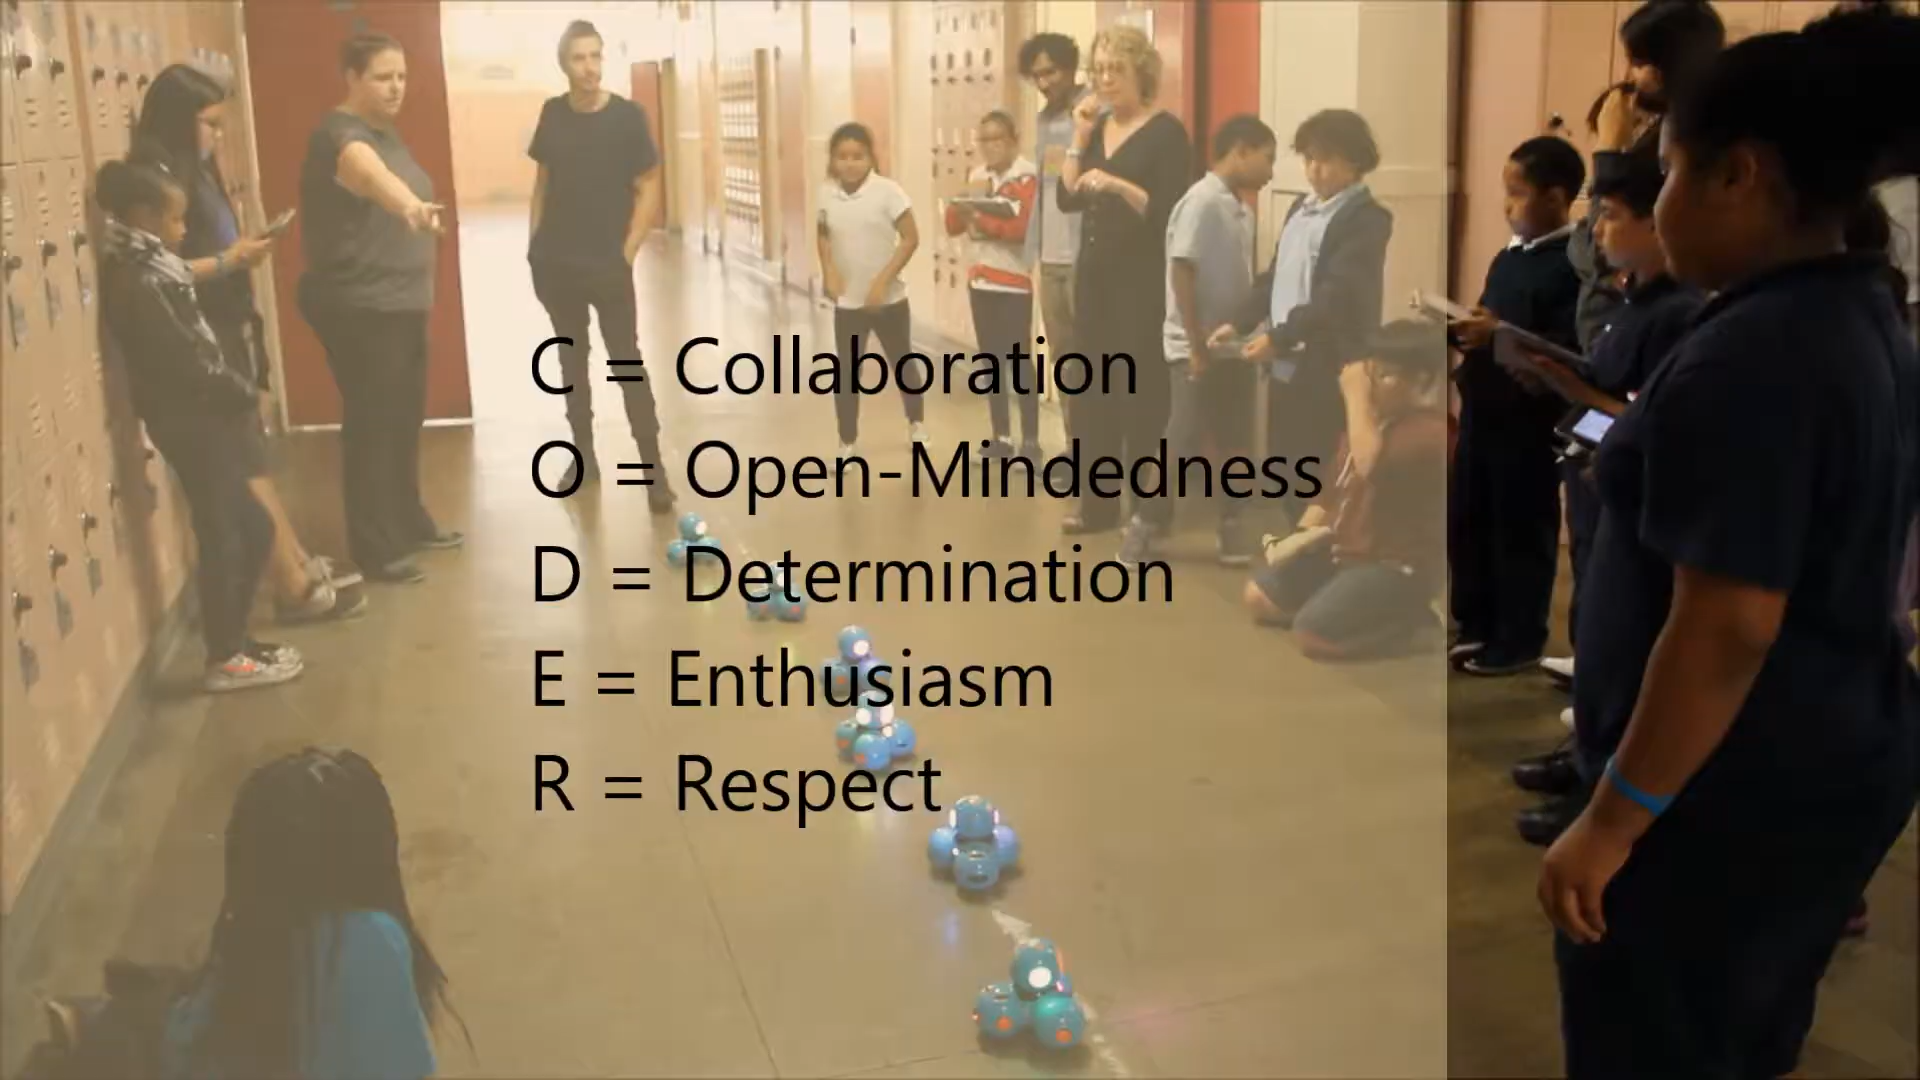 C = Collaboration
O = Open-Mindedness
D = Determination
E = Enthusiasm
R = Respect